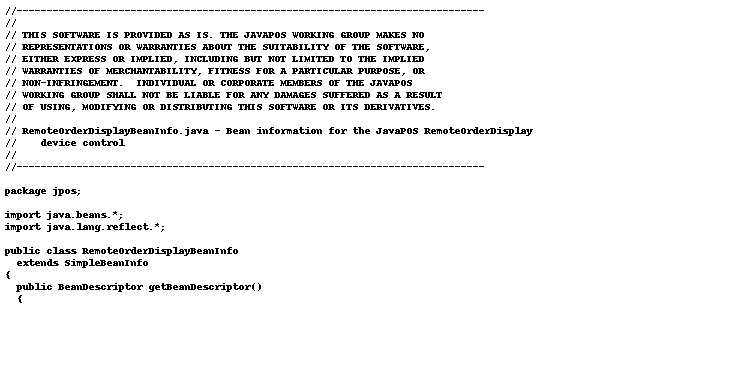 //------------------------------------------------------------------------------
//
// THIS SOFTWARE IS PROVIDED AS IS. THE JAVAPOS WORKING GROUP MAKES NO
// REPRESENTATIONS OR WARRANTIES ABOUT THE SUITABILITY OF THE SOFTWARE,
// EITHER EXPRESS OR IMPLIED, INCLUDING BUT NOT LIMITED TO THE IMPLIED
// WARRANTIES OF MERCHANTABILITY, FITNESS FOR A PARTICULAR PURPOSE, OR
// NON-INFRINGEMENT.  INDIVIDUAL OR CORPORATE MEMBERS OF THE JAVAPOS
// WORKING GROUP SHALL NOT BE LIABLE FOR ANY DAMAGES SUFFERED AS A RESULT
// OF USING, MODIFYING OR DISTRIBUTING THIS SOFTWARE OR ITS DERIVATIVES.
//
// RemoteOrderDisplayBeanInfo.java - Bean information for the JavaPOS RemoteOrderDisplay
//    device control
//
//------------------------------------------------------------------------------

package jpos;

import java.beans.*;
import java.lang.reflect.*;

public class RemoteOrderDisplayBeanInfo
  extends SimpleBeanInfo
{
  public BeanDescriptor getBeanDescriptor()
  {